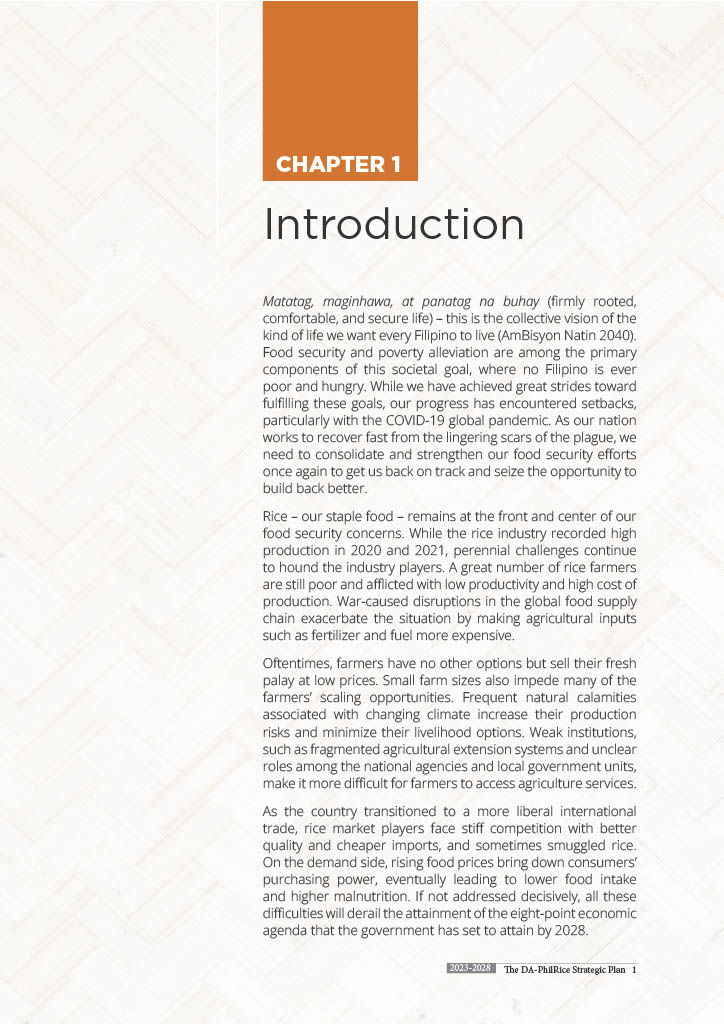 CHAPTER 1
Introduction
Matatag, maginhawa, at panatag na buhay (firmly rooted,
comfortable, and secure life) – this is the collective vision of the
kind of life we want every Filipino to live (AmBisyon Natin 2040).
Food security and poverty alleviation are among the primary
components of this societal goal, where no Filipino is ever
poor and hungry. While we have achieved great strides toward
fulfilling these goals, our progress has encountered setbacks,
particularly with the COVID-19 global pandemic. As our nation
works to recover fast from the lingering scars of the plague, we
need to consolidate and strengthen our food security efforts
once again to get us back on track and seize the opportunity to
build back better.
Rice – our staple food – remains at the front and center of our
food security concerns. While the rice industry recorded high
production in 2020 and 2021, perennial challenges continue
to hound the industry players. A great number of rice farmers
are still poor and afflicted with low productivity and high cost of
production. War-caused disruptions in the global food supply
chain exacerbate the situation by making agricultural inputs
such as fertilizer and fuel more expensive.
Oftentimes, farmers have no other options but sell their fresh
palay at low prices. Small farm sizes also impede many of the
farmers’ scaling opportunities. Frequent natural calamities
associated with changing climate increase their production
risks and minimize their livelihood options. Weak institutions,
such as fragmented agricultural extension systems and unclear
roles among the national agencies and local government units,
make it more difficult for farmers to access agriculture services.
As the country transitioned to a more liberal international
trade, rice market players face stiff competition with better
quality and cheaper imports, and sometimes smuggled rice.
On the demand side, rising food prices bring down consumers’
purchasing power, eventually leading to lower food intake
and higher malnutrition. If not addressed decisively, all these
difficulties will derail the attainment of the eight-point economic
agenda that the government has set to attain by 2028.
2023-2028 The DA-PhilRice Strategic Plan 1